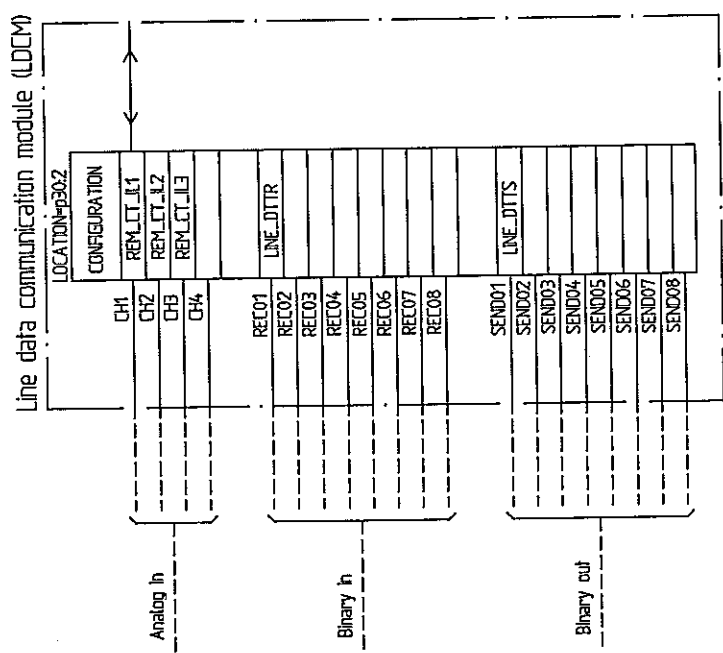 Line data communication module (LDCM)
LOCATION=p30:2
CONFIGURATION
CH1 REM_CT_IL1
CH2 REM_CT_IL2
CH3 REM_CT_IL3
CH4
Analog in
REC01 LINE_DTTR
REC02
REC03
REC04
REC05
REC06
REC07
REC08
Binary in
SEND01 LINE_DTTS
SEND02
SEND03
SEND04
SEND05
SEND06
SEND07
SEND08
Binary out